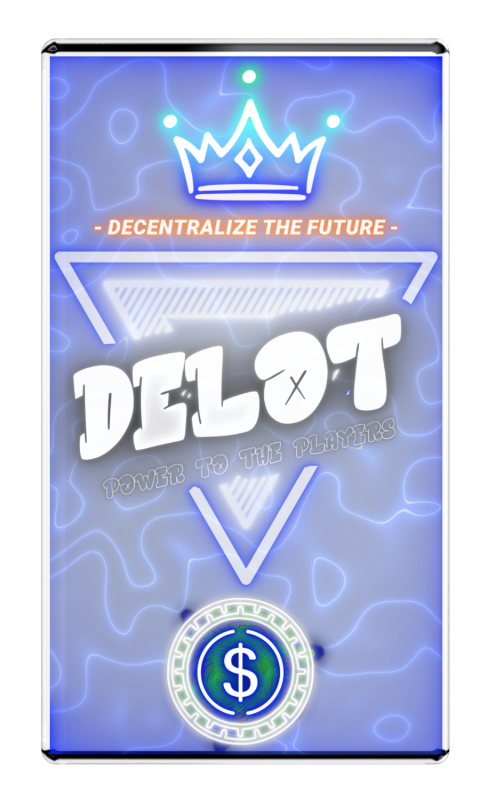 - DECENTRALIZE THE FUTURE -
DELOT
POWER TO THE PLAYERS
$